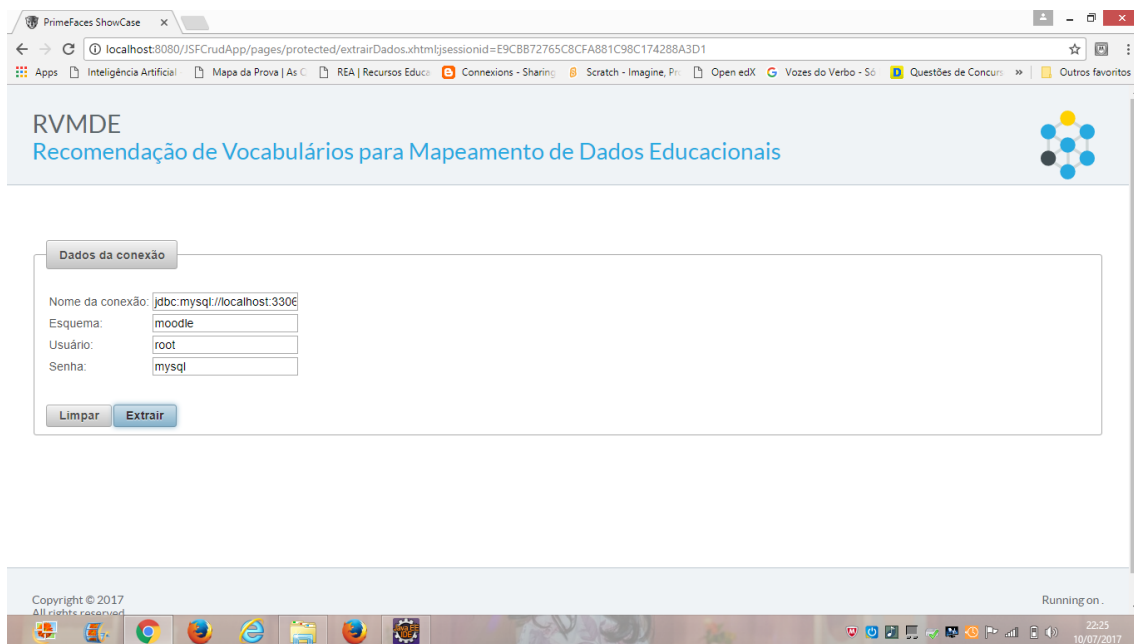 PrimeFaces ShowCase
localhost:8080/JSFCrudApp/pages/protected/extrairDados.xhtml;jsessionid=E9CBB72765C8CFA881C98C174288A3D1
Apps Inteligência Artificial Mapa da Prova | As C REA | Recursos Educa Connexions - Sharing Scratch - Imagine, Pr Open edX Vozes do Verbo - Só Questões de Concurs » Outros favoritos
RVMDE
Recomendação de Vocabulários para Mapeamento de Dados Educacionais
Dados da conexão
Nome da conexão: jdbc:mysql://localhost:3306
Esquema: moodle
Usuário: root
Senha: mysql
Limpar Extrair
Copyright © 2017 Running on .
All rights reserved
22:25
10/07/2017